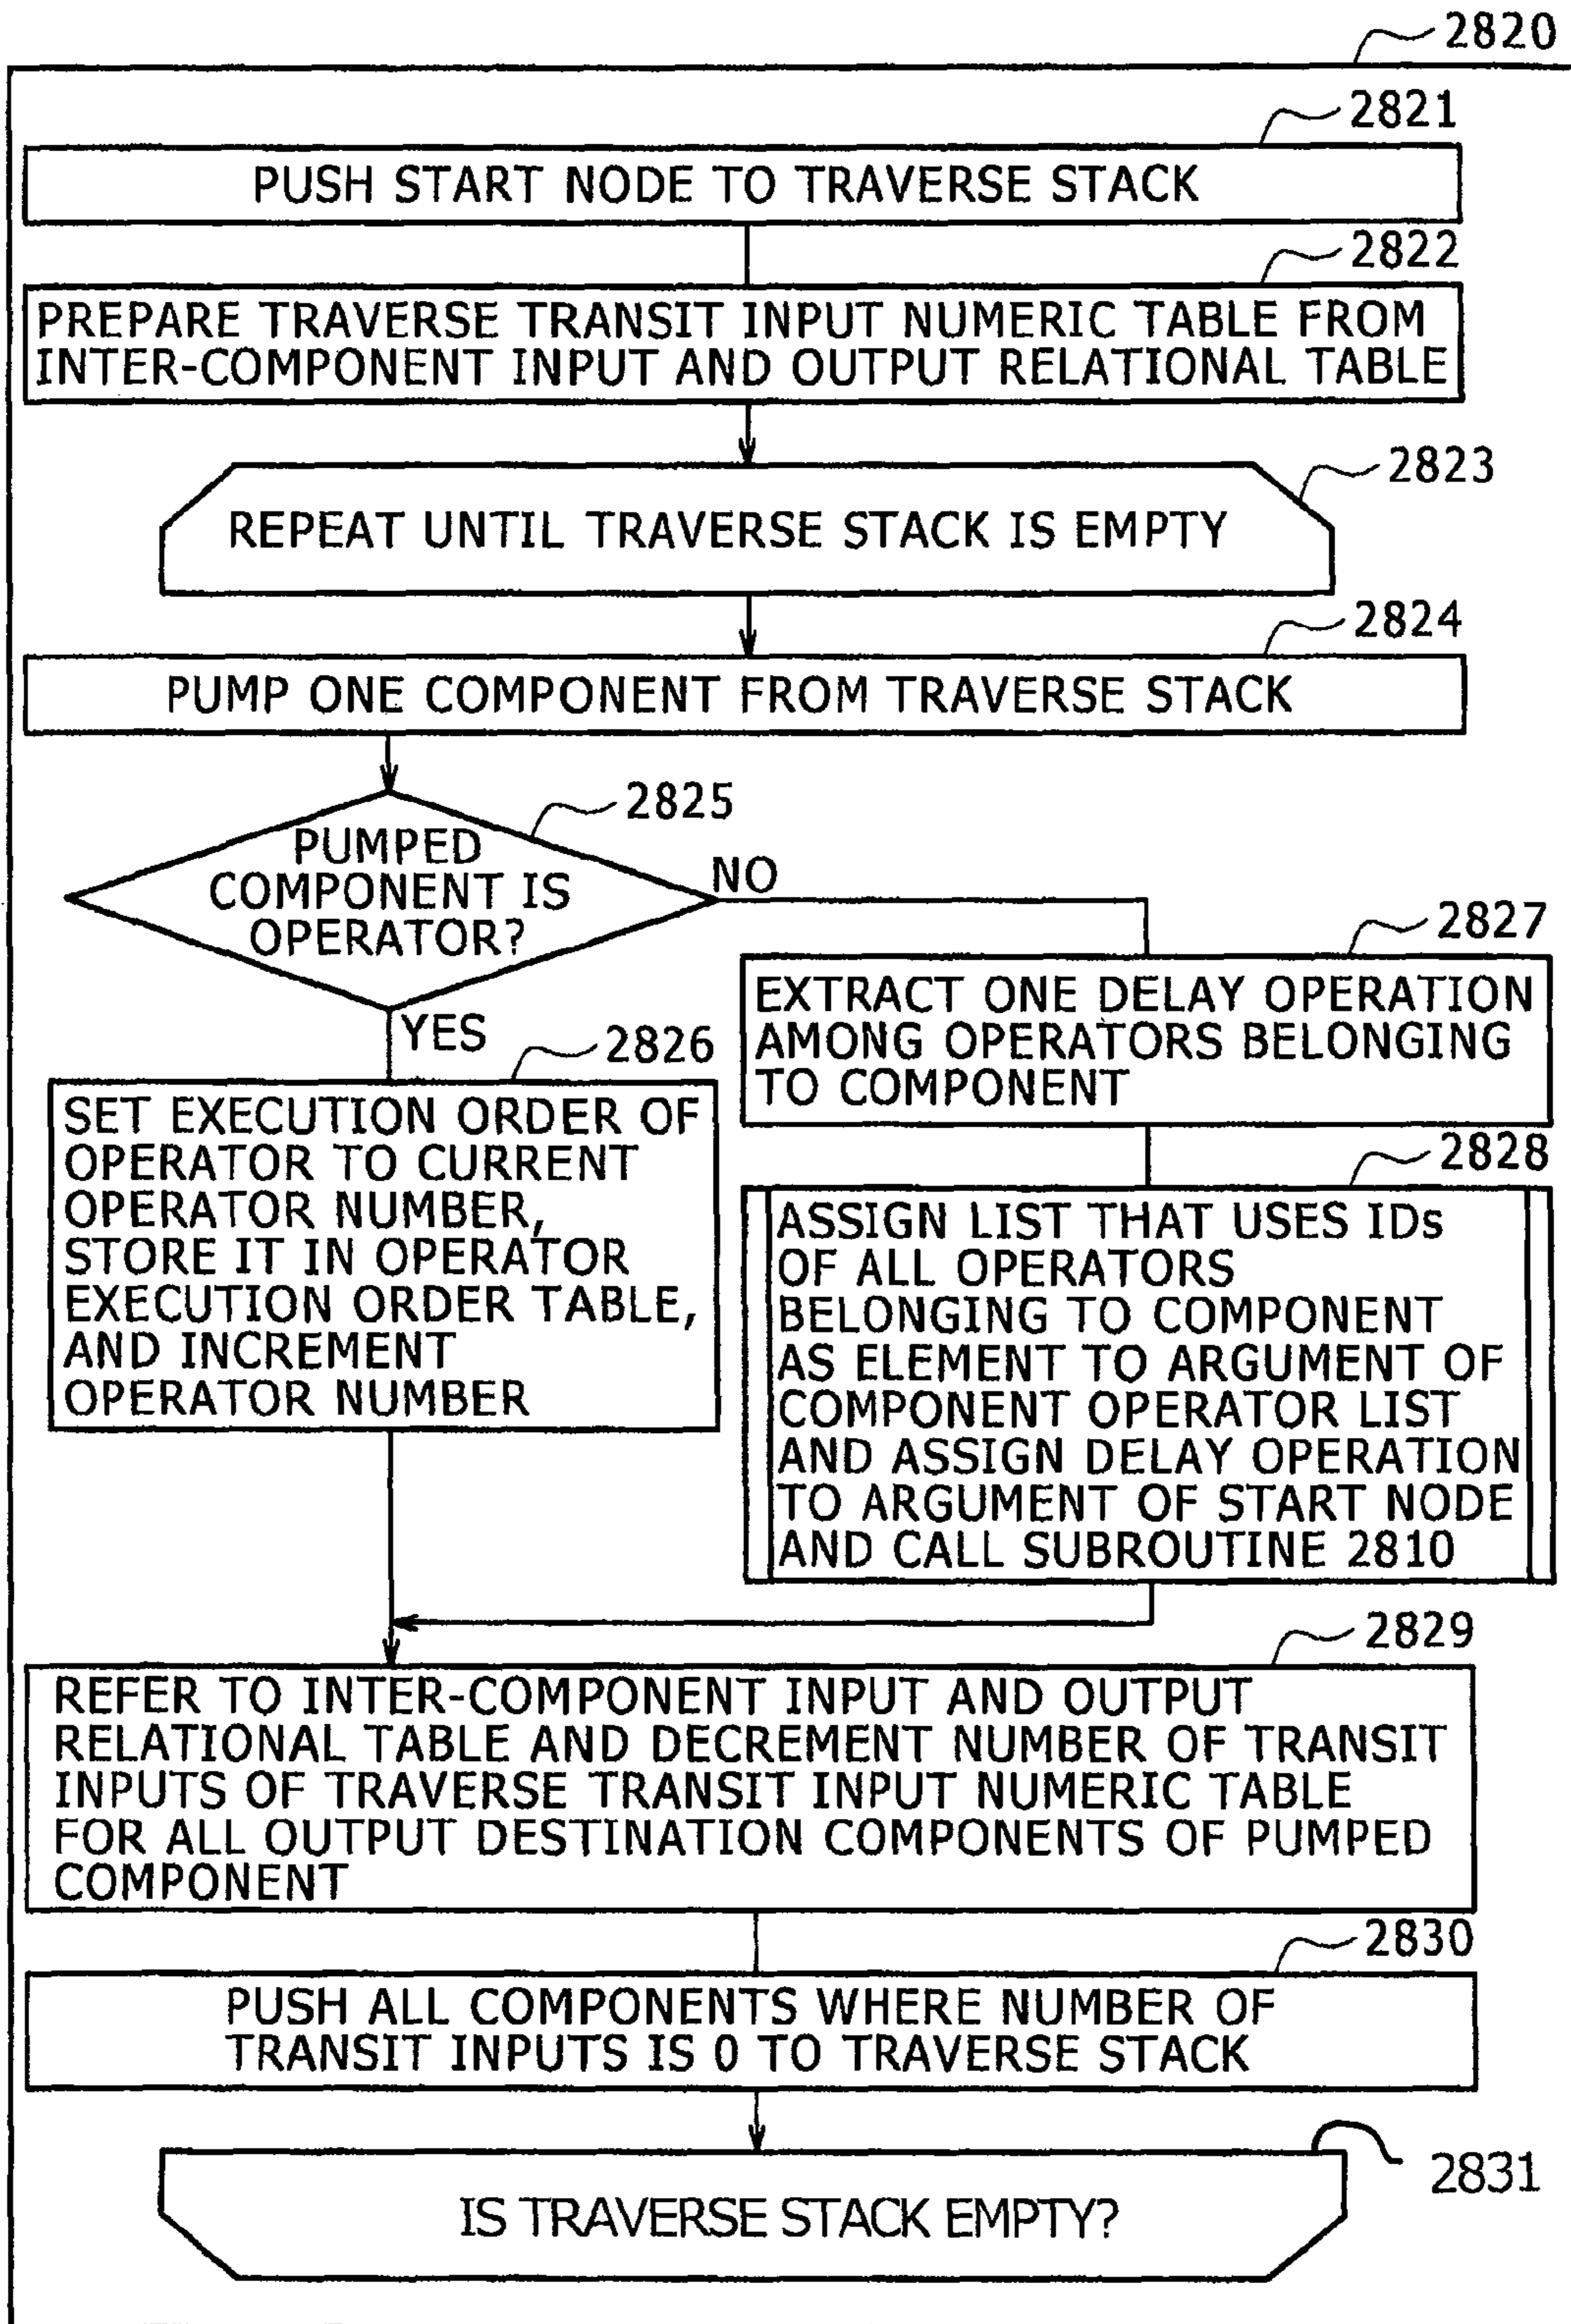 2820
2821
PUSH START NODE TO TRAVERSE STACK
2822
PREPARE TRAVERSE TRANSIT INPUT NUMERIC TABLE FROM
INTER-COMPONENT INPUT AND OUTPUT RELATIONAL TABLE
2823
REPEAT UNTIL TRAVERSE STACK IS EMPTY
2824
PUMP ONE COMPONENT FROM TRAVERSE STACK
2825
PUMPED
COMPONENT IS
OPERATOR?
NO
YES
2826
SET EXECUTION ORDER OF
OPERATOR TO CURRENT
OPERATOR NUMBER,
STORE IT IN OPERATOR
EXECUTION ORDER TABLE,
AND INCREMENT
OPERATOR NUMBER
2827
EXTRACT ONE DELAY OPERATION
AMONG OPERATORS BELONGING
TO COMPONENT
2828
ASSIGN LIST THAT USES IDs
OF ALL OPERATORS
BELONGING TO COMPONENT
AS ELEMENT TO ARGUMENT OF
COMPONENT OPERATOR LIST
AND ASSIGN DELAY OPERATION
TO ARGUMENT OF START NODE
AND CALL SUBROUTINE 2810
2829
REFER TO INTER-COMPONENT INPUT AND OUTPUT
RELATIONAL TABLE AND DECREMENT NUMBER OF TRANSIT
INPUTS OF TRAVERSE TRANSIT INPUT NUMERIC TABLE
FOR ALL OUTPUT DESTINATION COMPONENTS OF PUMPED
COMPONENT
2830
PUSH ALL COMPONENTS WHERE NUMBER OF
TRANSIT INPUTS IS 0 TO TRAVERSE STACK
2831
IS TRAVERSE STACK EMPTY?